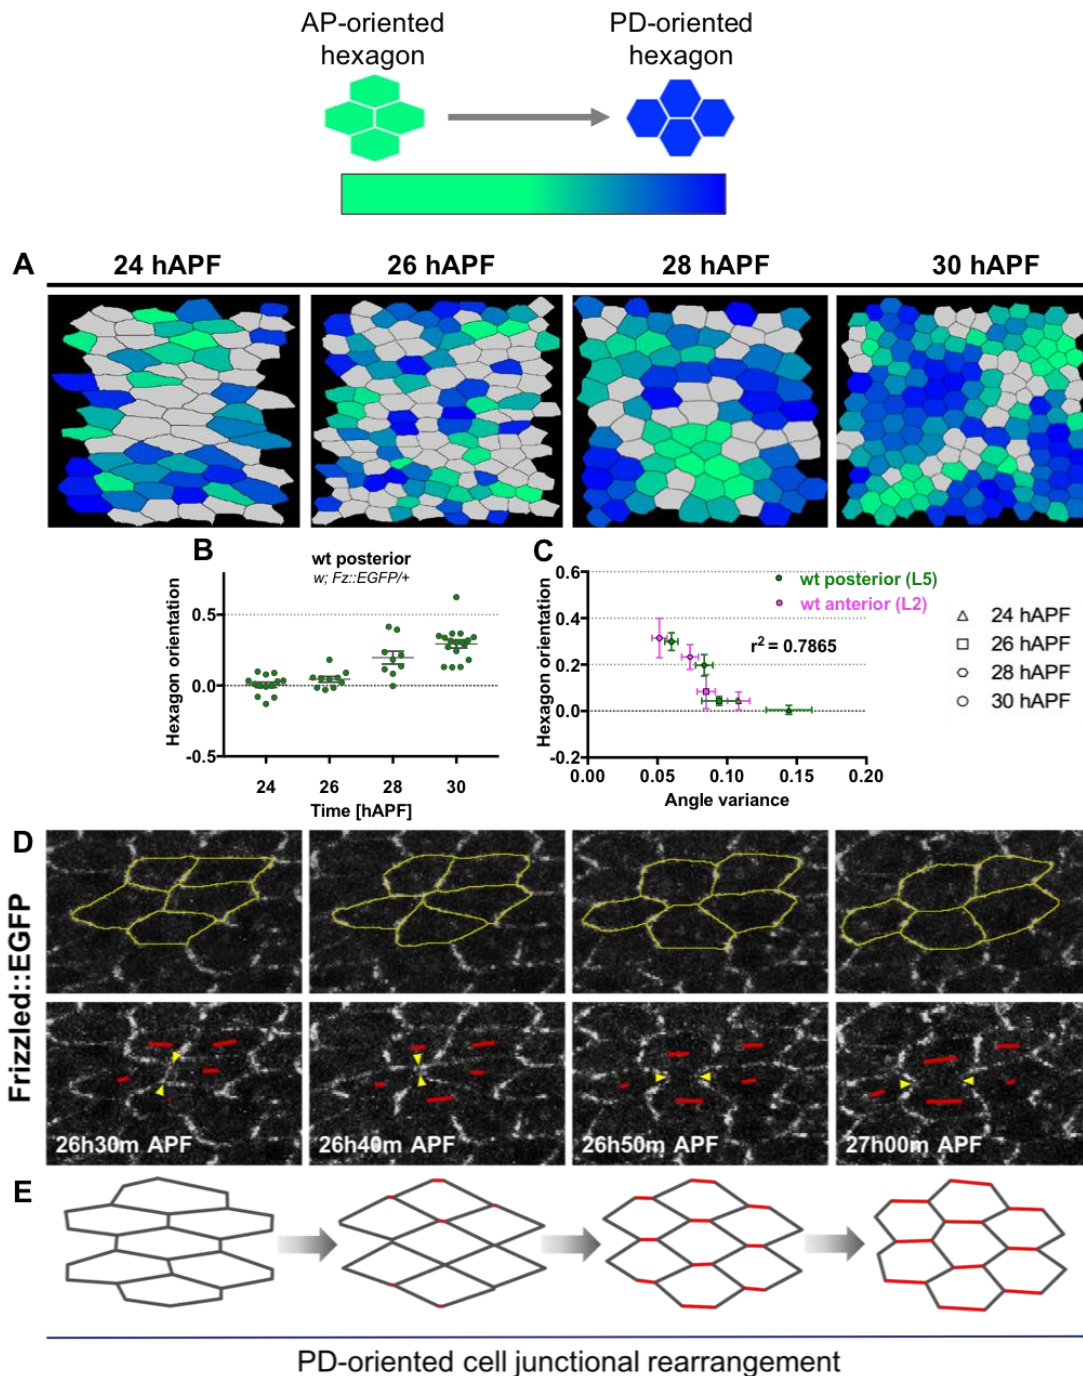 AP-oriented
hexagon
PD-oriented
hexagon
A
24 hAPF
26 hAPF
28 hAPF
30 hAPF
B
wt posterior
w; Fz::EGFP/+
Hexagon orientation
0.5
0.0
-0.5
24
26
28
30
Time [hAPF]
C
wt posterior (L5)
wt anterior (L2)
r² = 0.7865
Hexagon orientation
0.6
0.4
0.2
0.0
-0.2
0.00
0.05
0.10
0.15
0.20
Angle variance
24 hAPF
26 hAPF
28 hAPF
30 hAPF
D
Frizzled::EGFP
26h30m APF
26h40m APF
26h50m APF
27h00m APF
E
PD-oriented cell junctional rearrangement